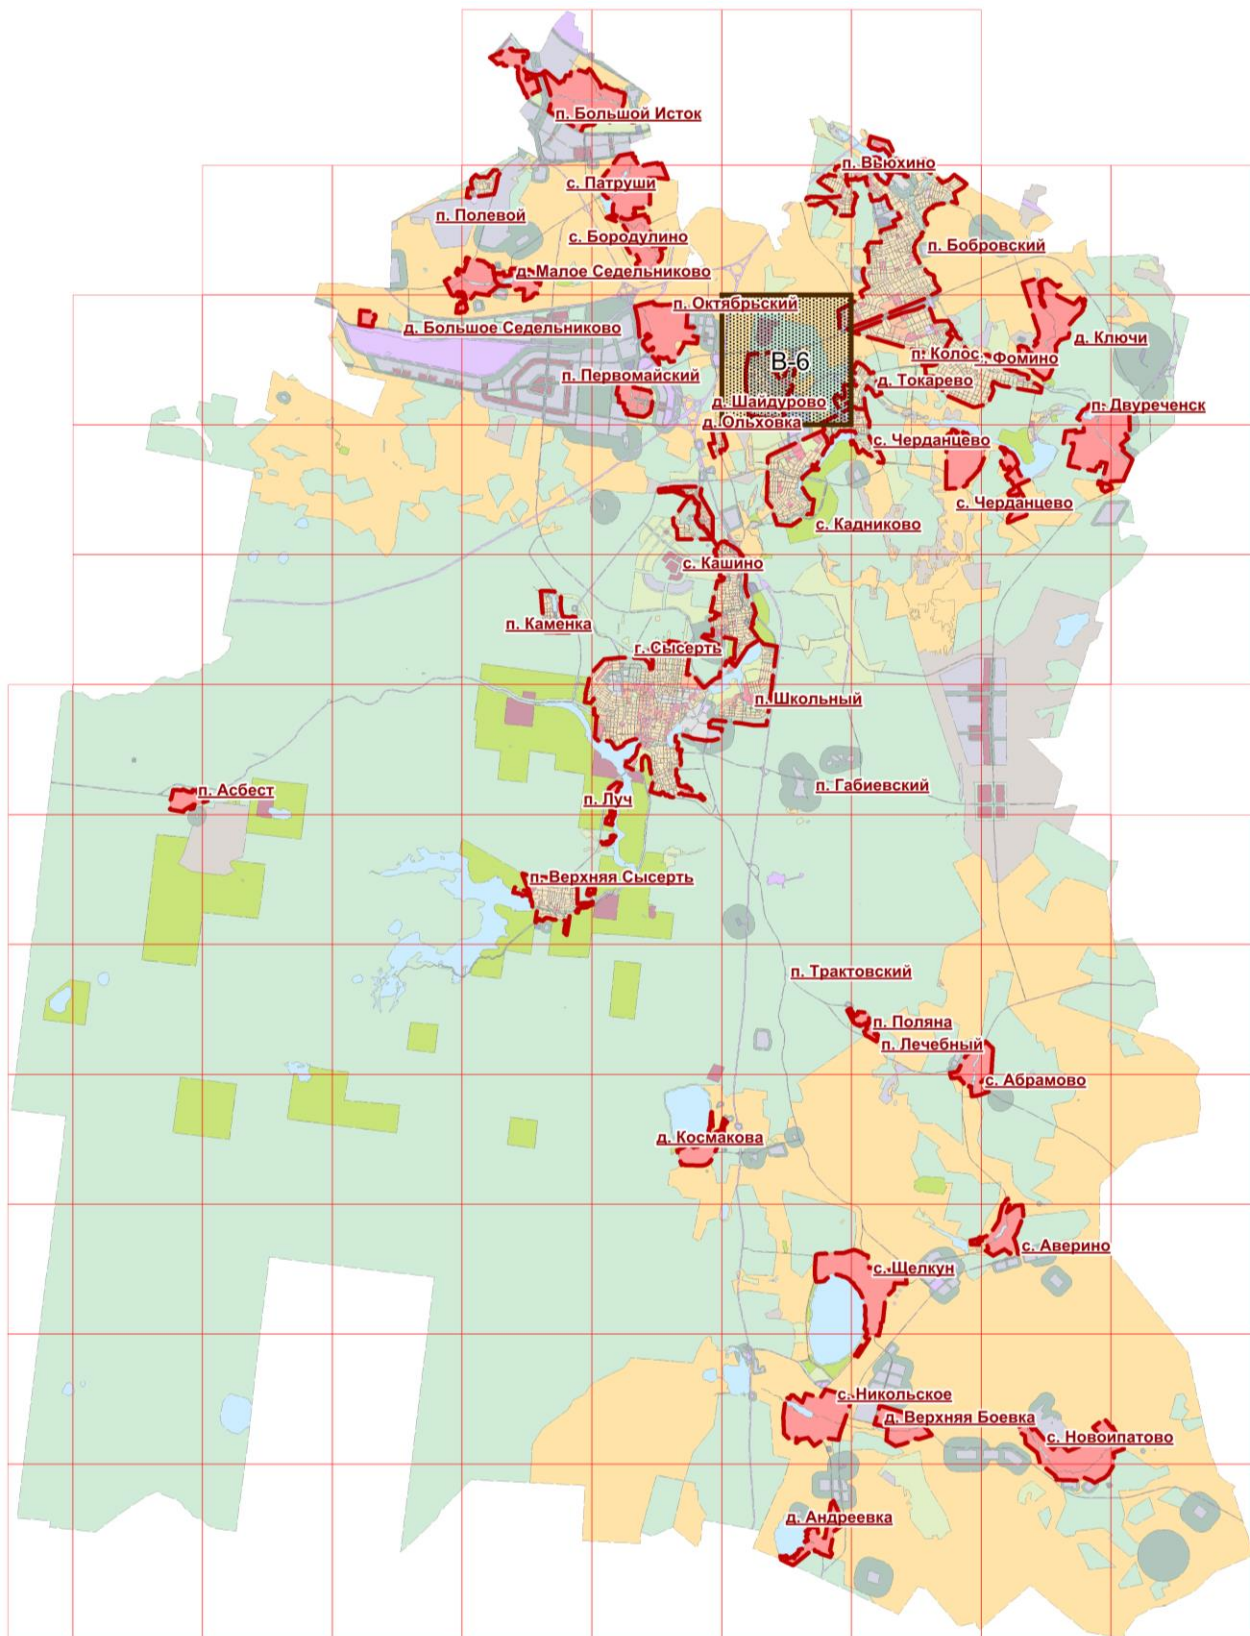 п. Большой Исток
п. Вьюхино
с. Патруши
п. Полевой
с. Бородулино
п. Бобровский
д. Малое Седельниково
п. Октябрьский
д. Большое Седельниково
д. Ключи
п. Колос
с. Фомино
В-6
п. Первомайский
д. Токарево
д. Шайдурово
п. Двуреченск
д. Ольховка
с. Черданцево
с. Черданцево
с. Кадниково
с. Кашино
п. Каменка
г. Сысерть
п. Школьный
п. Асбест
п. Габиевский
п. Луч
п. Верхняя Сысерть
п. Трактовский
п. Поляна
п. Лечебный
с. Абрамово
д. Космакова
с. Аверино
с. Щелкун
с. Никольское
д. Верхняя Боевка
с. Новоипатово
д. Андреевка